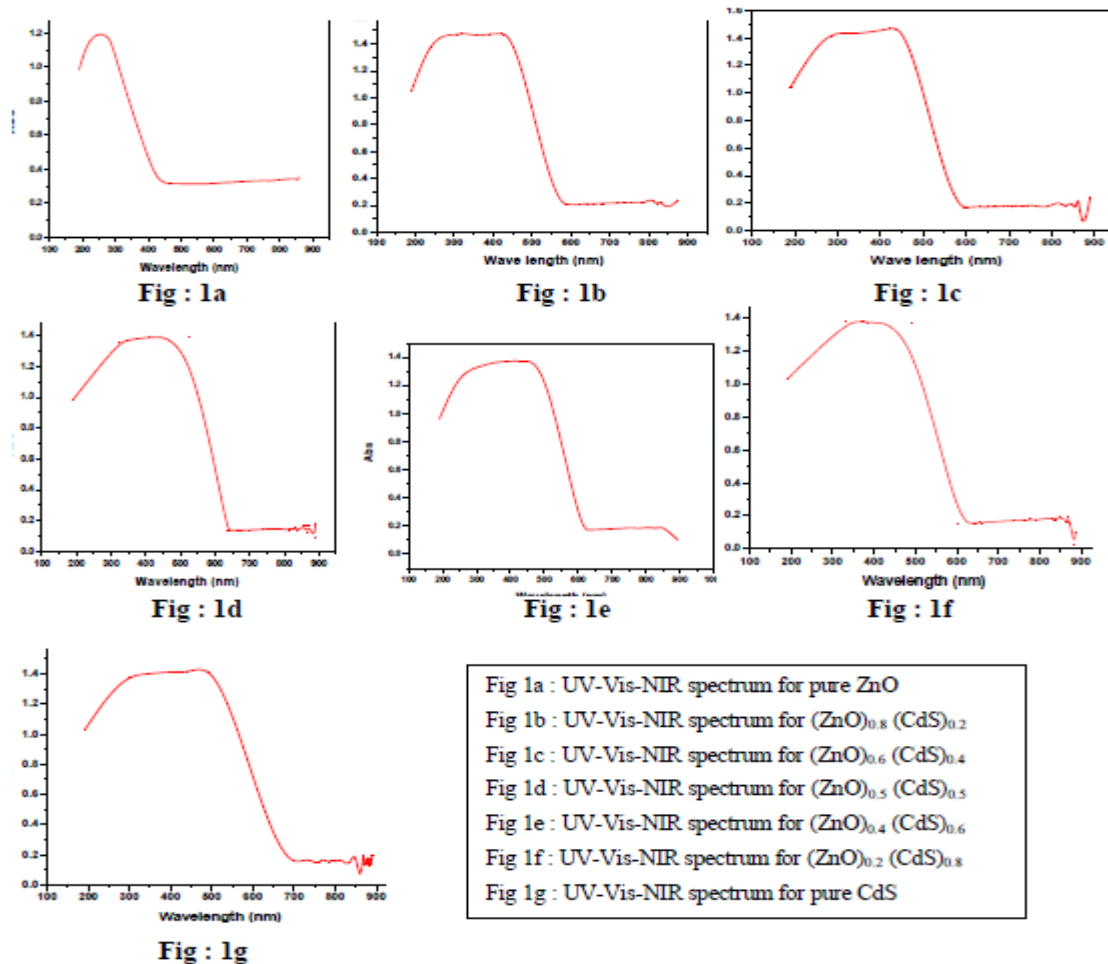 1.2
1.0
0.8
0.6
0.4
0.2
0.0
100 200 300 400 500 600 700 800 900
Wavelength (nm)
Fig : 1a
1.4
1.2
1.0
0.8
0.6
0.4
0.2
0.0
100 200 300 400 500 600 700 800 900
Wave length (nm)
Fig : 1b
1.6
1.4
1.2
1.0
0.8
0.6
0.4
0.2
0.0
100 200 300 400 500 600 700 800 900
Wave length (nm)
Fig : 1c
1.4
1.2
1.0
0.8
0.6
0.4
0.2
0.0
100 200 300 400 500 600 700 800 900
Wavelength (nm)
Fig : 1d
1.4
1.2
1.0
0.8
0.6
0.4
0.2
0.0
Abs
100 200 300 400 500 600 700 800 900
Fig : 1e
1.4
1.2
1.0
0.8
0.6
0.4
0.2
0.0
100 200 300 400 500 600 700 800 900
Wavelength (nm)
Fig : 1f
1.4
1.2
1.0
0.8
0.6
0.4
0.2
0.0
100 200 300 400 500 600 700 800 900
Wavelength (nm)
Fig : 1g
Fig 1a : UV-Vis-NIR spectrum for pure ZnO
Fig 1b : UV-Vis-NIR spectrum for (ZnO)0.8 (CdS)0.2
Fig 1c : UV-Vis-NIR spectrum for (ZnO)0.6 (CdS)0.4
Fig 1d : UV-Vis-NIR spectrum for (ZnO)0.5 (CdS)0.5
Fig 1e : UV-Vis-NIR spectrum for (ZnO)0.4 (CdS)0.6
Fig 1f : UV-Vis-NIR spectrum for (ZnO)0.2 (CdS)0.8
Fig 1g : UV-Vis-NIR spectrum for pure CdS